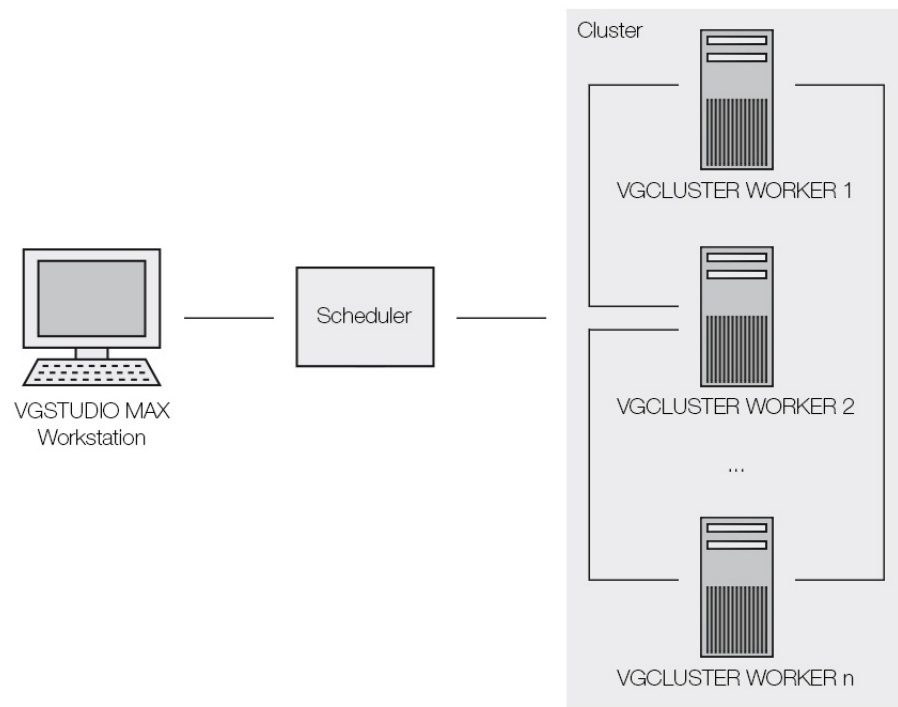 Cluster
VGCLUSTER WORKER 1
Scheduler
VGSTUDIO MAX
Workstation
VGCLUSTER WORKER 2
...
VGCLUSTER WORKER n